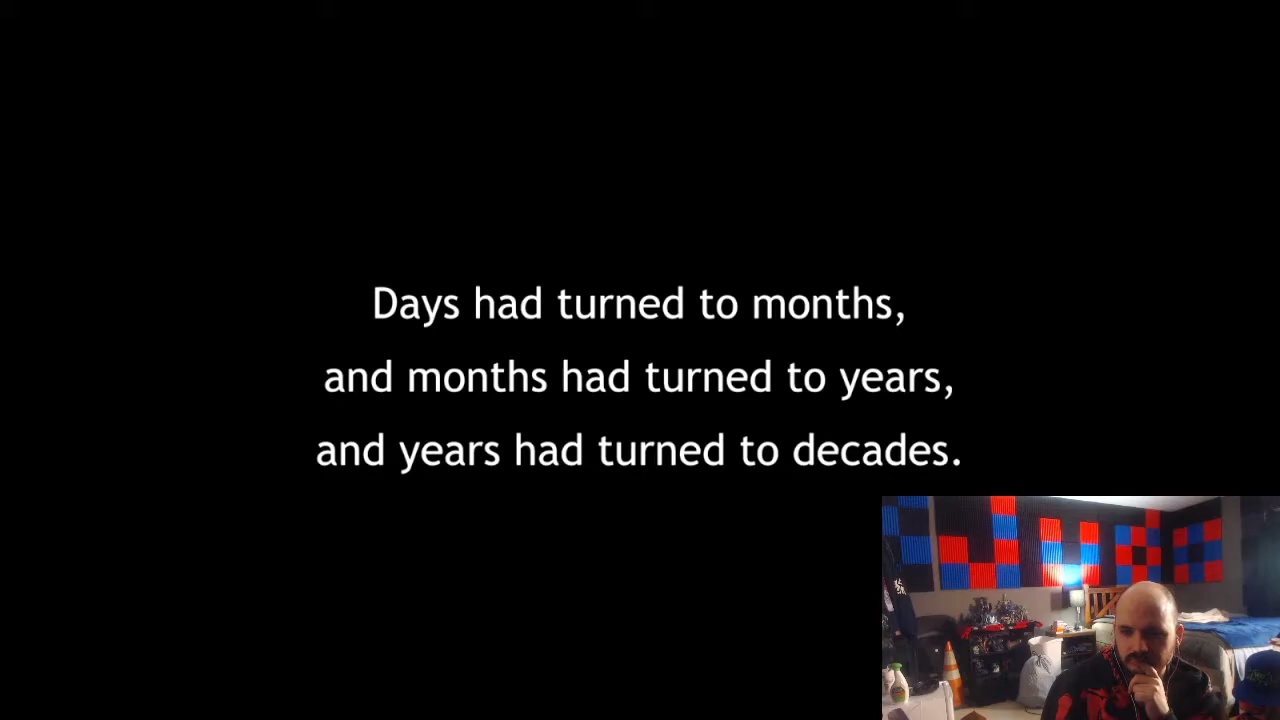 Days had turned to months,
and months had turned to years,
and years had turned to decades.